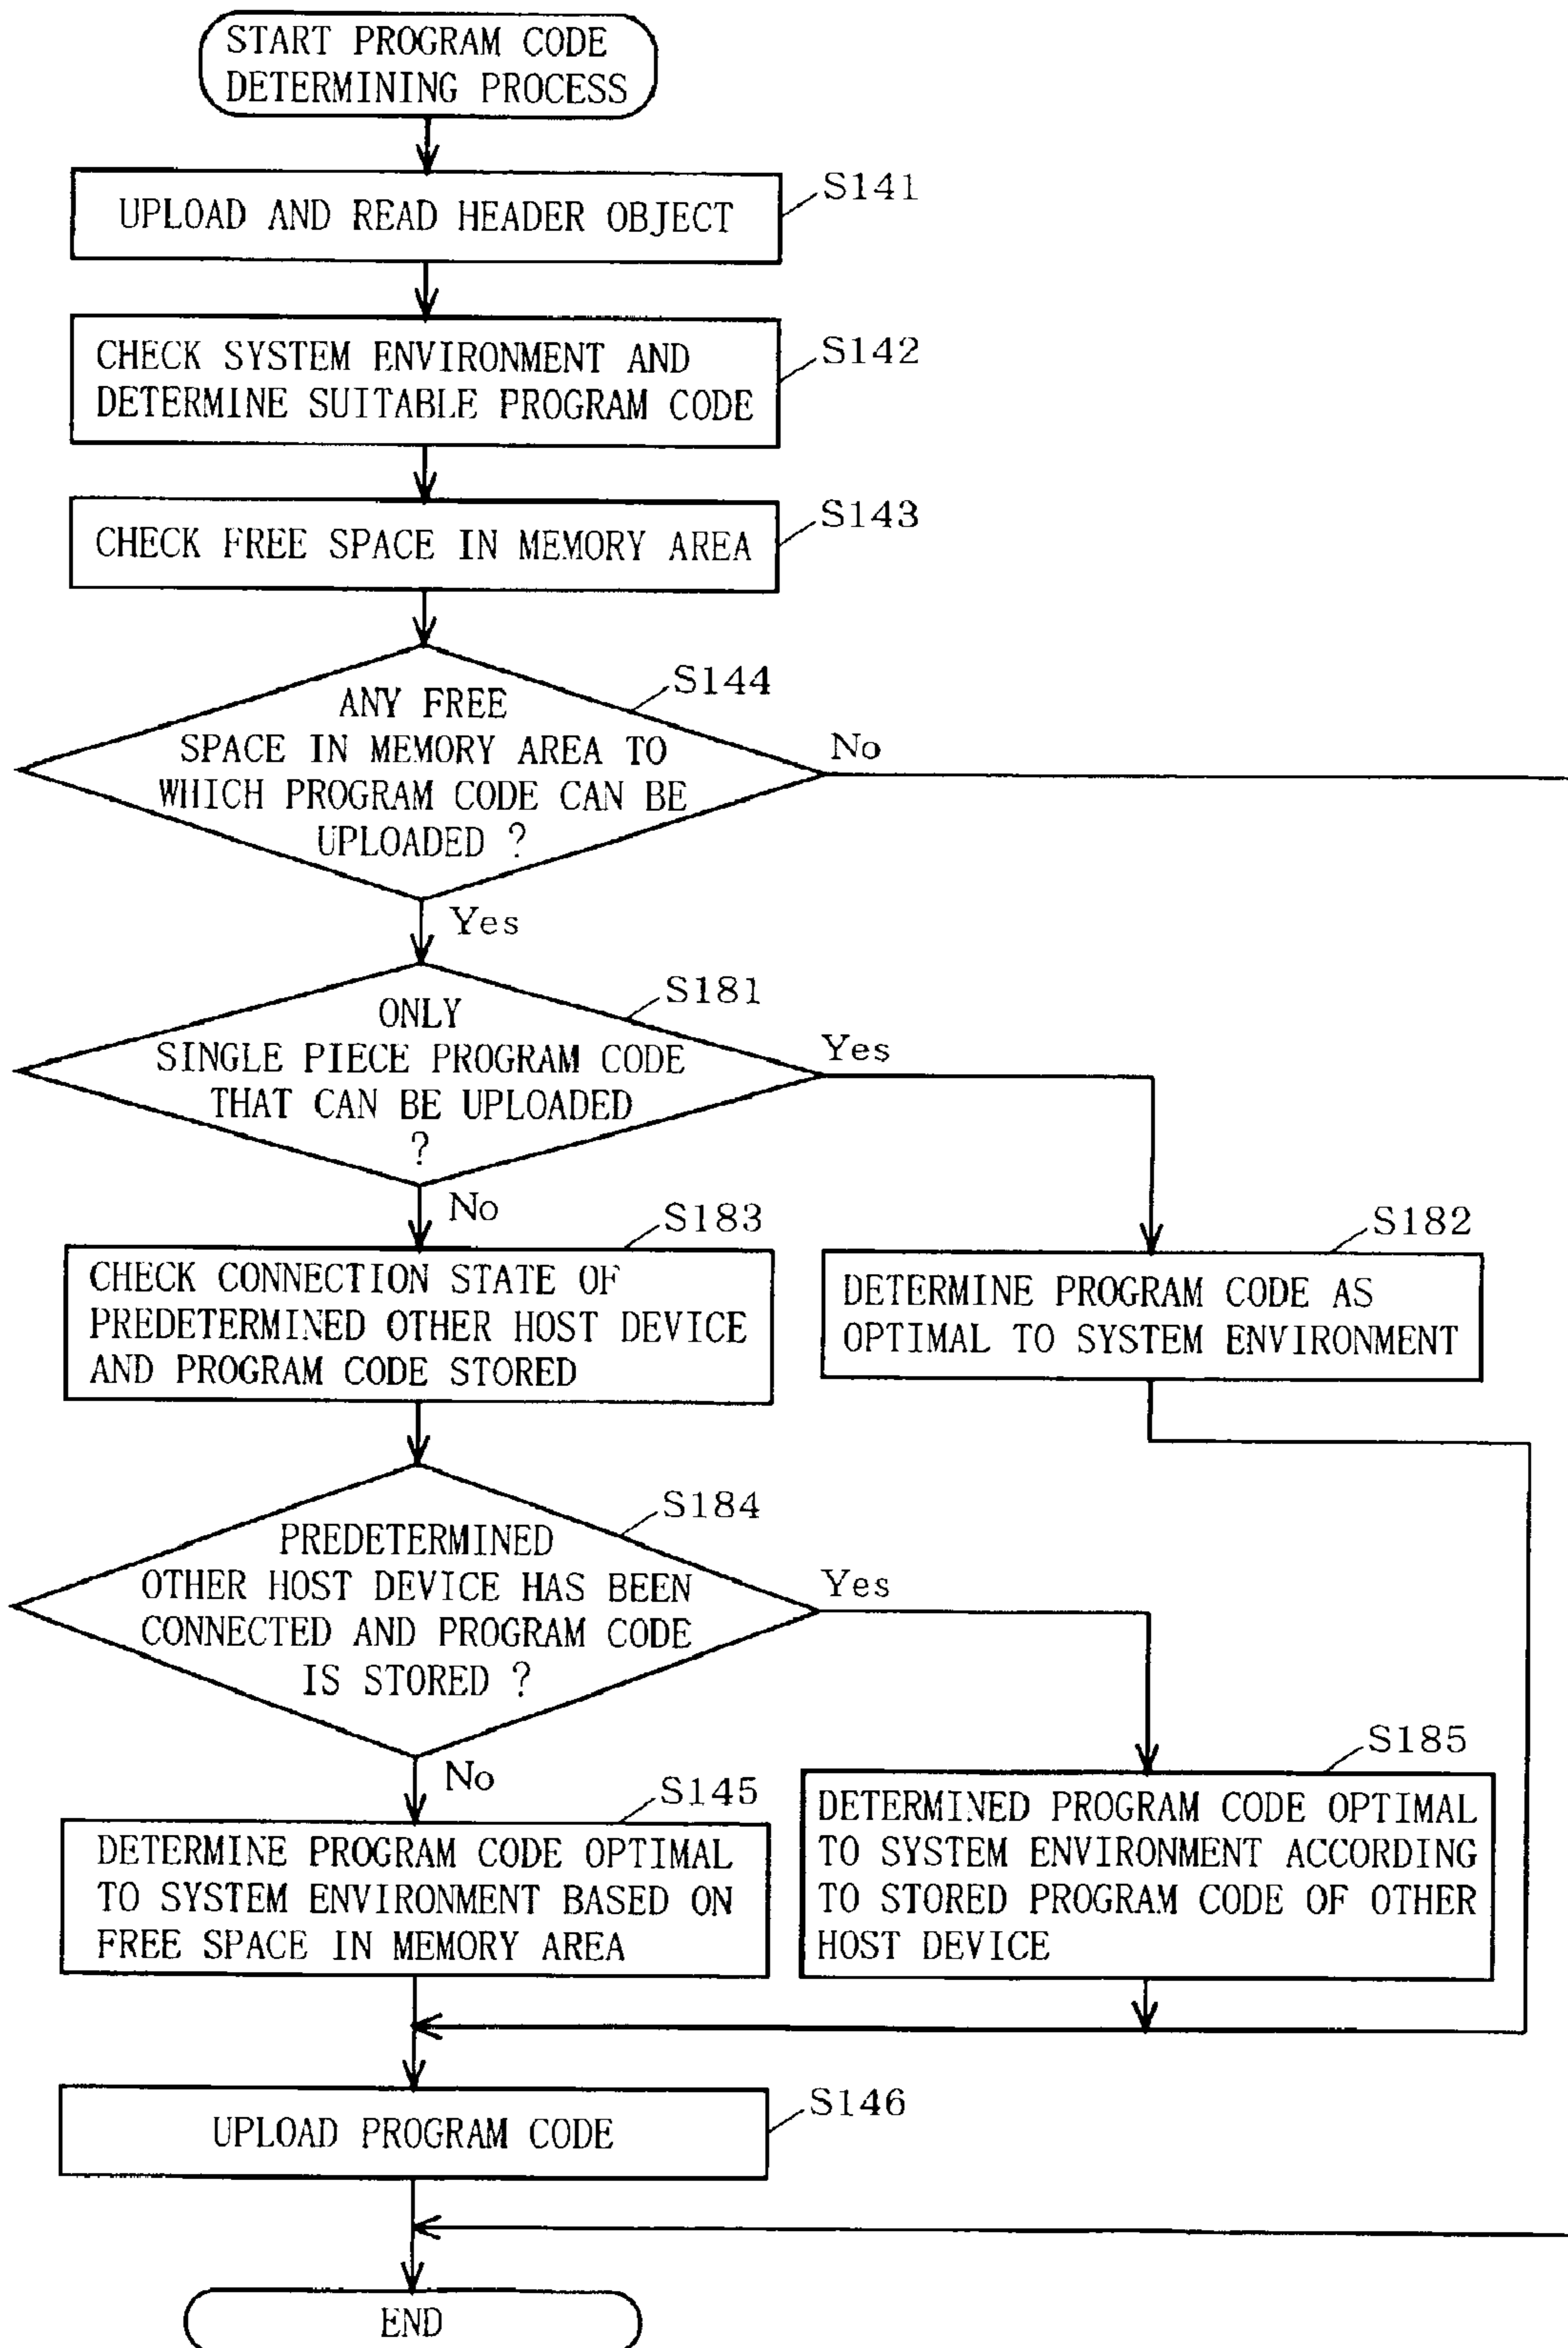 START PROGRAM CODE
DETERMINING PROCESS
S141
UPLOAD AND READ HEADER OBJECT
S142
CHECK SYSTEM ENVIRONMENT AND
DETERMINE SUITABLE PROGRAM CODE
S143
CHECK FREE SPACE IN MEMORY AREA
S144
ANY FREE
SPACE IN MEMORY AREA TO
WHICH PROGRAM CODE CAN BE
UPLOADED ?
No
Yes
S181
ONLY
SINGLE PIECE PROGRAM CODE
THAT CAN BE UPLOADED
?
Yes
No
S183
CHECK CONNECTION STATE OF
PREDETERMINED OTHER HOST DEVICE
AND PROGRAM CODE STORED
S182
DETERMINE PROGRAM CODE AS
OPTIMAL TO SYSTEM ENVIRONMENT
S184
PREDETERMINED
OTHER HOST DEVICE HAS BEEN
CONNECTED AND PROGRAM CODE
IS STORED ?
Yes
No
S145
DETERMINE PROGRAM CODE OPTIMAL
TO SYSTEM ENVIRONMENT BASED ON
FREE SPACE IN MEMORY AREA
S185
DETERMINED PROGRAM CODE OPTIMAL
TO SYSTEM ENVIRONMENT ACCORDING
TO STORED PROGRAM CODE OF OTHER
HOST DEVICE
S146
UPLOAD PROGRAM CODE
END